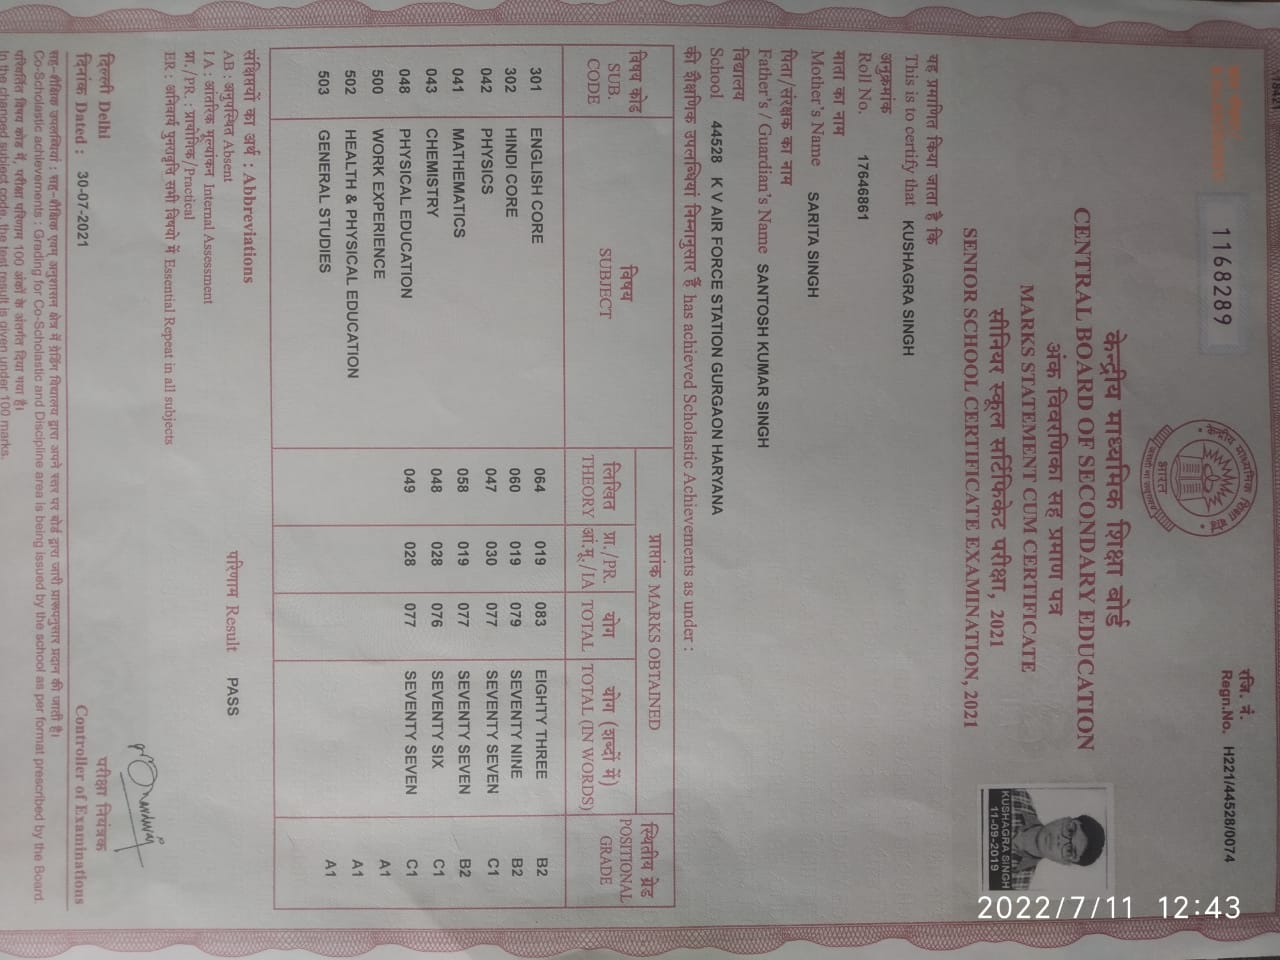 1168289
रजि. नं.
Regn.No. H221/44528/0074
भारत
केन्द्रीय माध्यमिक शिक्षा बोर्ड
CENTRAL BOARD OF SECONDARY EDUCATION
अंक विवरणिका सह प्रमाण पत्र
MARKS STATEMENT CUM CERTIFICATE
सीनियर स्कूल सर्टिफिकेट परीक्षा, 2021
SENIOR SCHOOL CERTIFICATE EXAMINATION, 2021
KUSHAGRA SINGH
11-09-2019
यह प्रमाणित किया जाता है कि
This is to certify that KUSHAGRA SINGH
अनुक्रमांक
Roll No. 17646861
माता का नाम
Mother's Name SARITA SINGH
पिता/संरक्षक का नाम
Father's / Guardian's Name SANTOSH KUMAR SINGH
विद्यालय
School 44528 K V AIR FORCE STATION GURGAON HARYANA
की शैक्षणिक उपलब्धियां निम्नानुसार हैं has achieved Scholastic Achievements as under :
विषय कोड विषय प्राप्तांक MARKS OBTAINED स्थितीय ग्रेड
SUB. CODE SUBJECT लिखित THEORY प्रा./PR. आं.मू./IA योग TOTAL योग (शब्दों में) TOTAL (IN WORDS) POSITIONAL GRADE
301 ENGLISH CORE 064 019 083 EIGHTY THREE B2
302 HINDI CORE 060 019 079 SEVENTY NINE B2
042 PHYSICS 047 030 077 SEVENTY SEVEN C1
041 MATHEMATICS 058 019 077 SEVENTY SEVEN B2
043 CHEMISTRY 048 028 076 SEVENTY SIX C1
048 PHYSICAL EDUCATION 049 028 077 SEVENTY SEVEN C1
500 WORK EXPERIENCE A1
502 HEALTH & PHYSICAL EDUCATION A1
503 GENERAL STUDIES A1
संक्षिप्तियों का अर्थ : Abbreviations
AB : अनुपस्थित Absent परिणाम Result PASS
IA : आंतरिक मूल्यांकन Internal Assessment
प्रा./PR. : प्रायोगिक/Practical
ER : अनिवार्य पुनरावृत्ति सभी विषयों में Essential Repeat in all subjects
दिल्ली Delhi परीक्षा नियंत्रक
दिनांक Dated : 30-07-2021 Controller of Examinations
सह-शैक्षिक उपलब्धियां : सह-शैक्षिक एवम् अनुशासन क्षेत्र में ग्रेडिंग विद्यालय द्वारा अपने स्तर पर बोर्ड द्वारा जारी प्रारूपनुसार प्रदान की जाती है।
Co-Scholastic achievements : Grading for Co-Scholastic and Discipline area is being issued by the school as per format prescribed by the Board.
परिवर्तित विषय कोड में, परीक्षा परिणाम 100 अंकों के अंतर्गत दिया गया है।
In the changed subject code, the test result is given under 100 marks.
2022/7/11 12:43